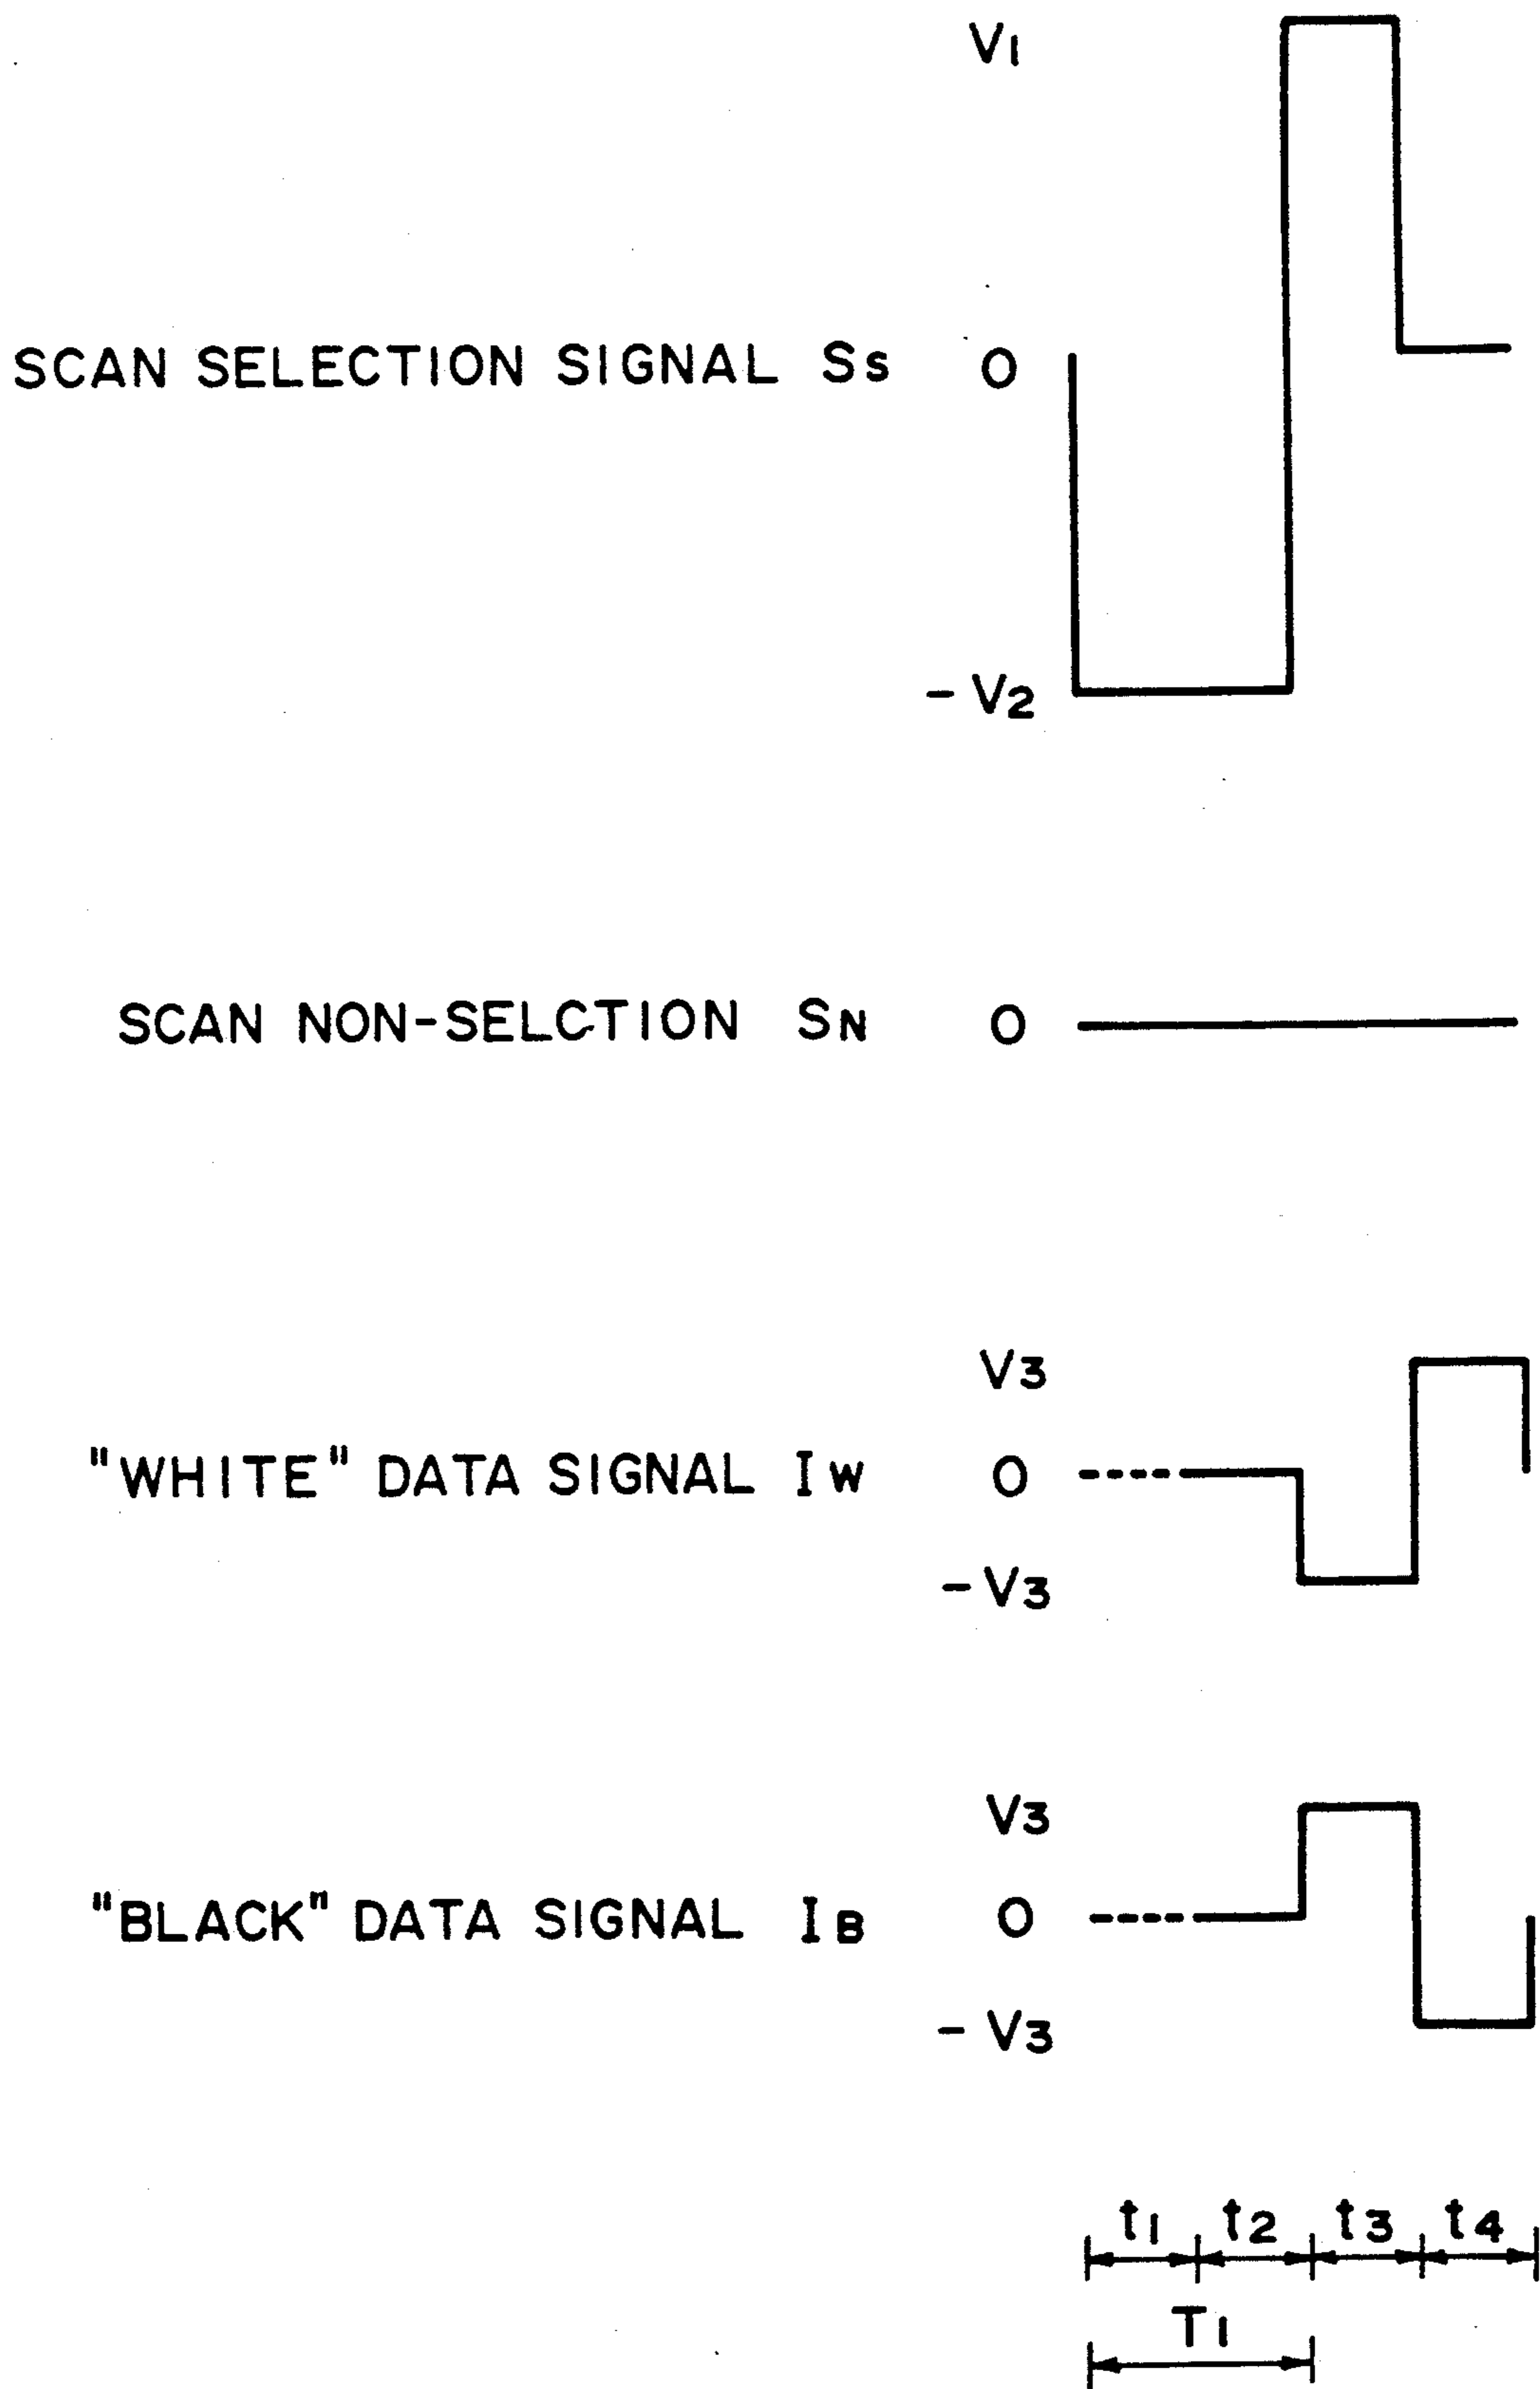 V1
SCAN SELECTION SIGNAL Ss 0
-V2
SCAN NON-SELCTION SN 0
V3
"WHITE" DATA SIGNAL IW 0
-V3
V3
"BLACK" DATA SIGNAL IB 0
-V3
t1 t2 t3 t4
T1